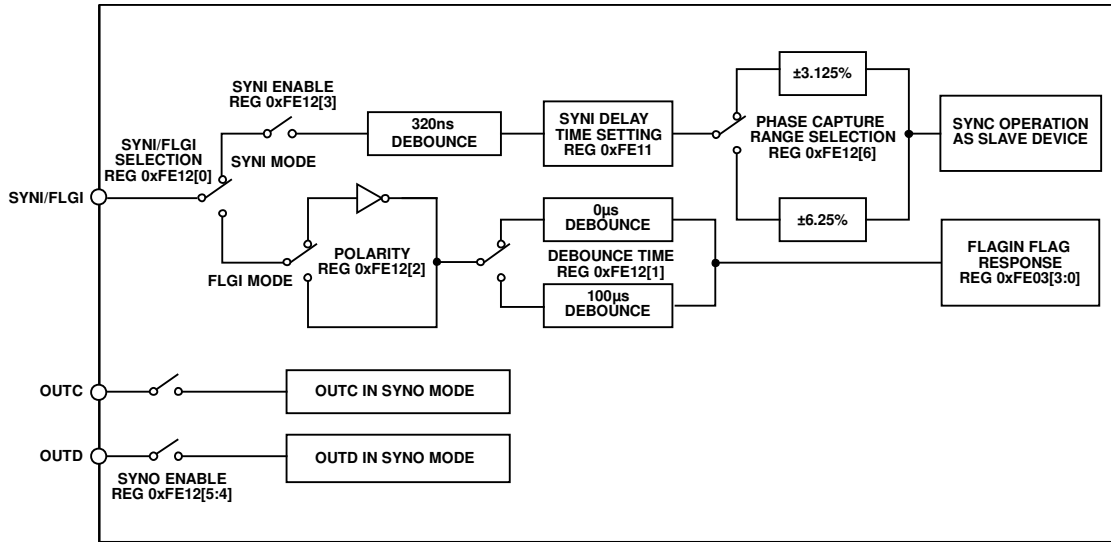 SYNI ENABLE
REG 0xFE12[3]
SYNI/FLGI
SELECTION
REG 0xFE12[0]
SYNI MODE
SYNI/FLGI
320ns
DEBOUNCE
SYNI DELAY
TIME SETTING
REG 0xFE11
±3.125%
PHASE CAPTURE
RANGE SELECTION
REG 0xFE12[6]
±6.25%
SYNC OPERATION
AS SLAVE DEVICE
FLGI MODE
POLARITY
REG 0xFE12[2]
0µs
DEBOUNCE
DEBOUNCE TIME
REG 0xFE12[1]
100µs
DEBOUNCE
FLAGIN FLAG
RESPONSE
REG 0xFE03[3:0]
OUTC
OUTC IN SYNO MODE
OUTD
OUTD IN SYNO MODE
SYNO ENABLE
REG 0xFE12[5:4]